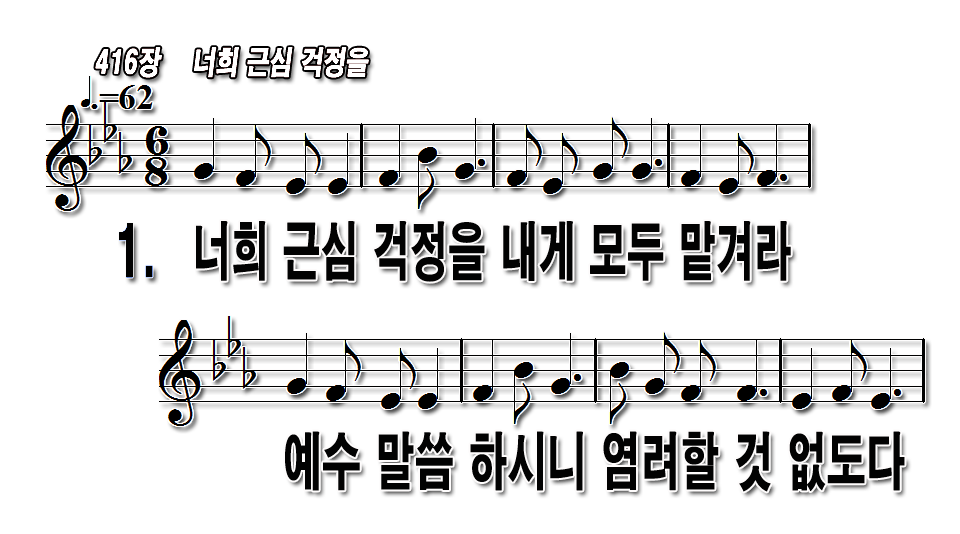 416장 너희 근심 걱정을
♩.=62
6
8
1. 너희 근심 걱정을 내게 모두 맡겨라
예수 말씀 하시니 염려할 것 없도다